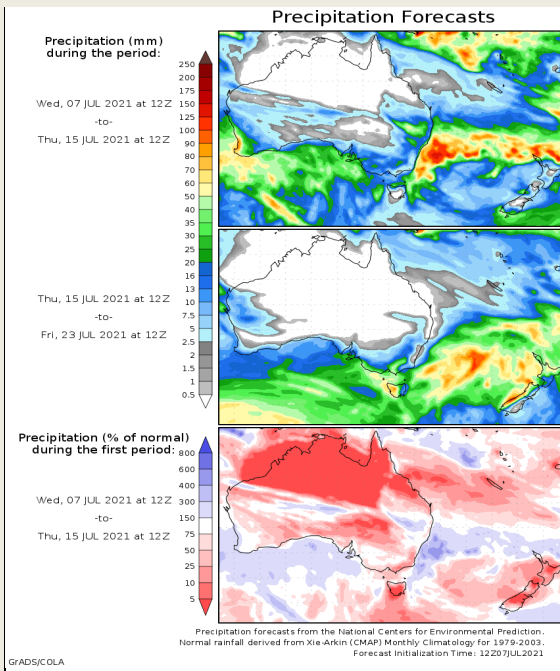 Precipitation Forecasts
Precipitation (mm)
during the period:
Wed, 07 JUL 2021 at 12Z
-to-
Thu, 15 JUL 2021 at 12Z
250
200
175
150
125
100
90
80
70
60
50
40
35
30
25
20
16
13
10
7.5
5
2.5
2
1.5
1
0.5
Thu, 15 JUL 2021 at 12Z
-to-
Fri, 23 JUL 2021 at 12Z
Precipitation (% of normal)
during the first period:
Wed, 07 JUL 2021 at 12Z
-to-
Thu, 15 JUL 2021 at 12Z
800
600
400
300
150
75
50
25
10
5
Precipitation forecasts from the National Centers for Environmental Prediction.
Normal rainfall derived from Xie-Arkin (CMAP) Monthly Climatology for 1979-2003.
Forecast Initialization Time: 12Z07JUL2021
GrADS/COLA